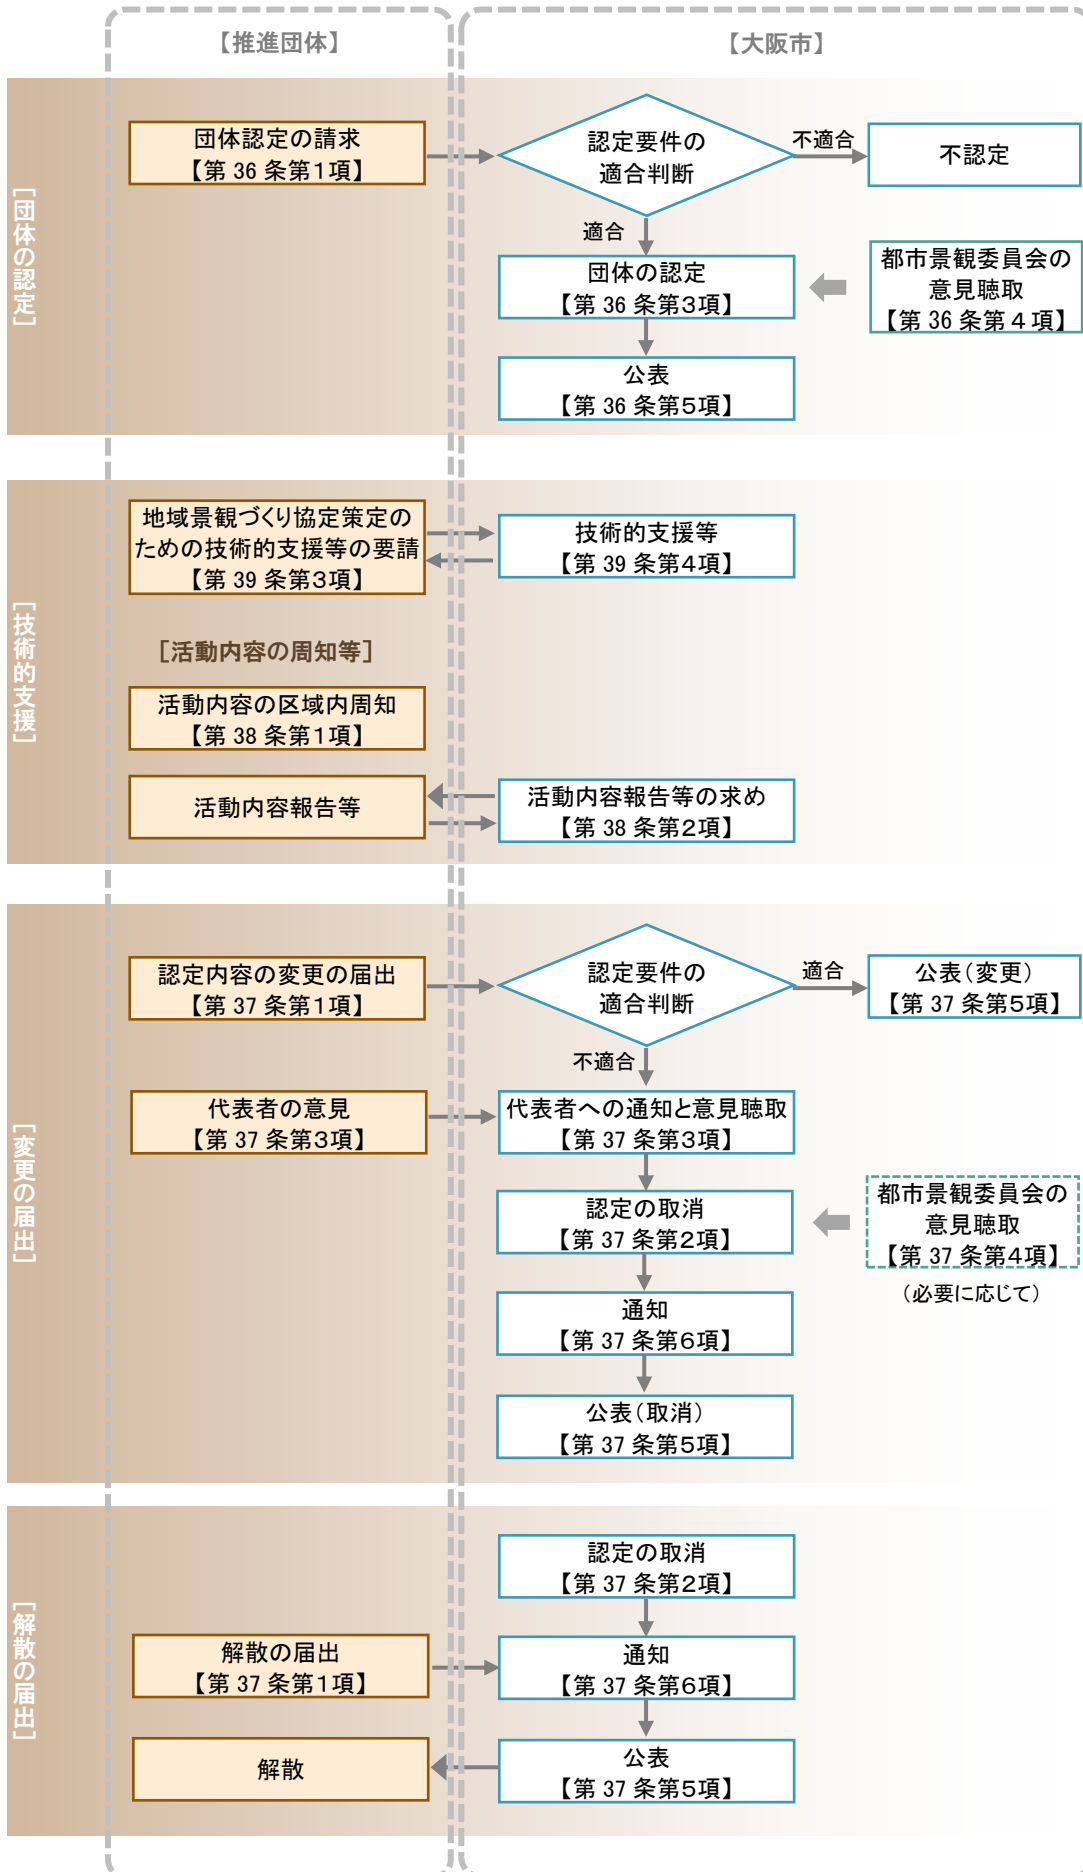 【推進団体】
【大阪市】
[団体の認定]
団体認定の請求
【第 36 条第1項】
認定要件の
適合判断
不適合
不認定
適合
団体の認定
【第 36 条第3項】
都市景観委員会の
意見聴取
【第 36 条第４項】
公表
【第 36 条第5項】
[技術的支援]
地域景観づくり協定策定の
ための技術的支援等の要請
【第 39 条第3項】
技術的支援等
【第 39 条第4項】
［活動内容の周知等］
活動内容の区域内周知
【第 38 条第1項】
活動内容報告等
活動内容報告等の求め
【第 38 条第2項】
[変更の届出]
認定内容の変更の届出
【第 37 条第1項】
認定要件の
適合判断
適合
公表（変更）
【第 37 条第5項】
不適合
代表者の意見
【第 37 条第3項】
代表者への通知と意見聴取
【第 37 条第3項】
認定の取消
【第 37 条第2項】
都市景観委員会の
意見聴取
【第 37 条第4項】
（必要に応じて）
通知
【第 37 条第6項】
公表（取消）
【第 37 条第5項】
[解散の届出]
認定の取消
【第 37 条第2項】
解散の届出
【第 37 条第1項】
通知
【第 37 条第6項】
解散
公表
【第 37 条第5項】